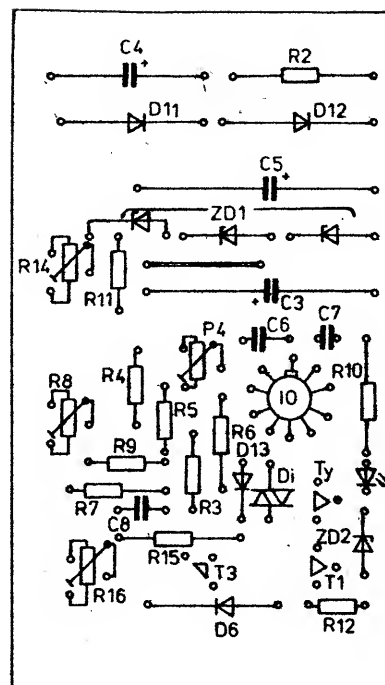 C4
+
R2
D11
D12
C5
+
ZD1
R14
R11
+
C3
P4
C6
C7
R8
R4
R5
R6
IO
R10
R9
D13
Di
Ty
R7
R3
C8
ZD2
R15
R16
T3
T1
D6
R12